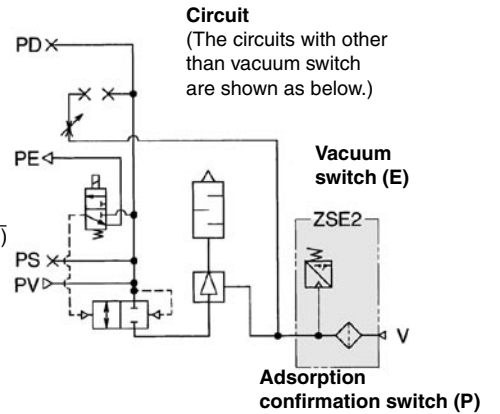 Circuit
(The circuits with other
than vacuum switch
are shown as below.)
PD
PE
Vacuum
switch (E)
ZSE2
)
PS
PV
V
Adsorption
confirmation switch (P)